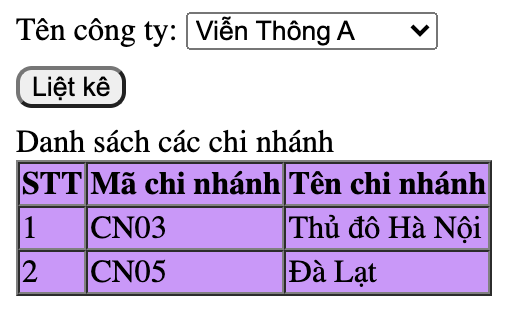 Tên công ty: Viễn Thông A
Liệt kê
Danh sách các chi nhánh
STT Mã chi nhánh Tên chi nhánh
1 CN03 Thủ đô Hà Nội
2 CN05 Đà Lạt